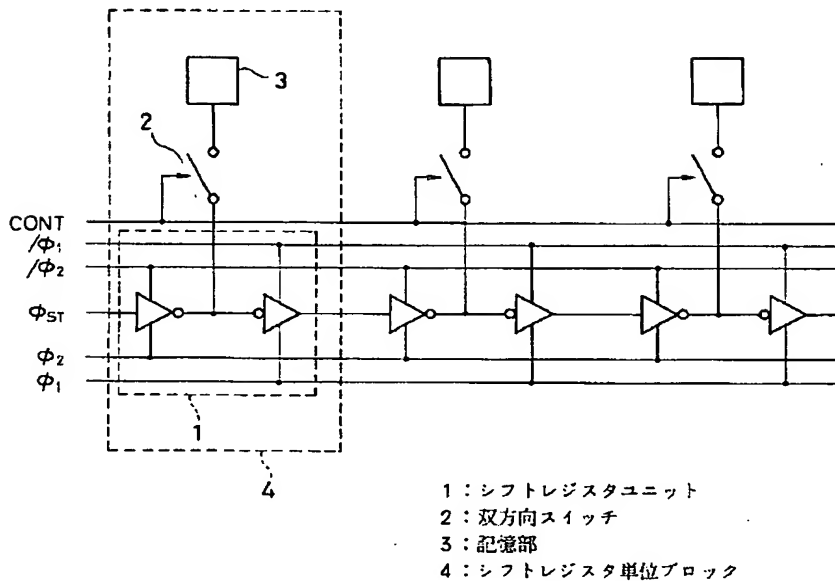 3
2
CONT
/Φ1
/Φ2
ΦST
Φ2
Φ1
1
4
1：シフトレジスタユニット
2：双方向スイッチ
3：記憶部
4：シフトレジスタ単位ブロック